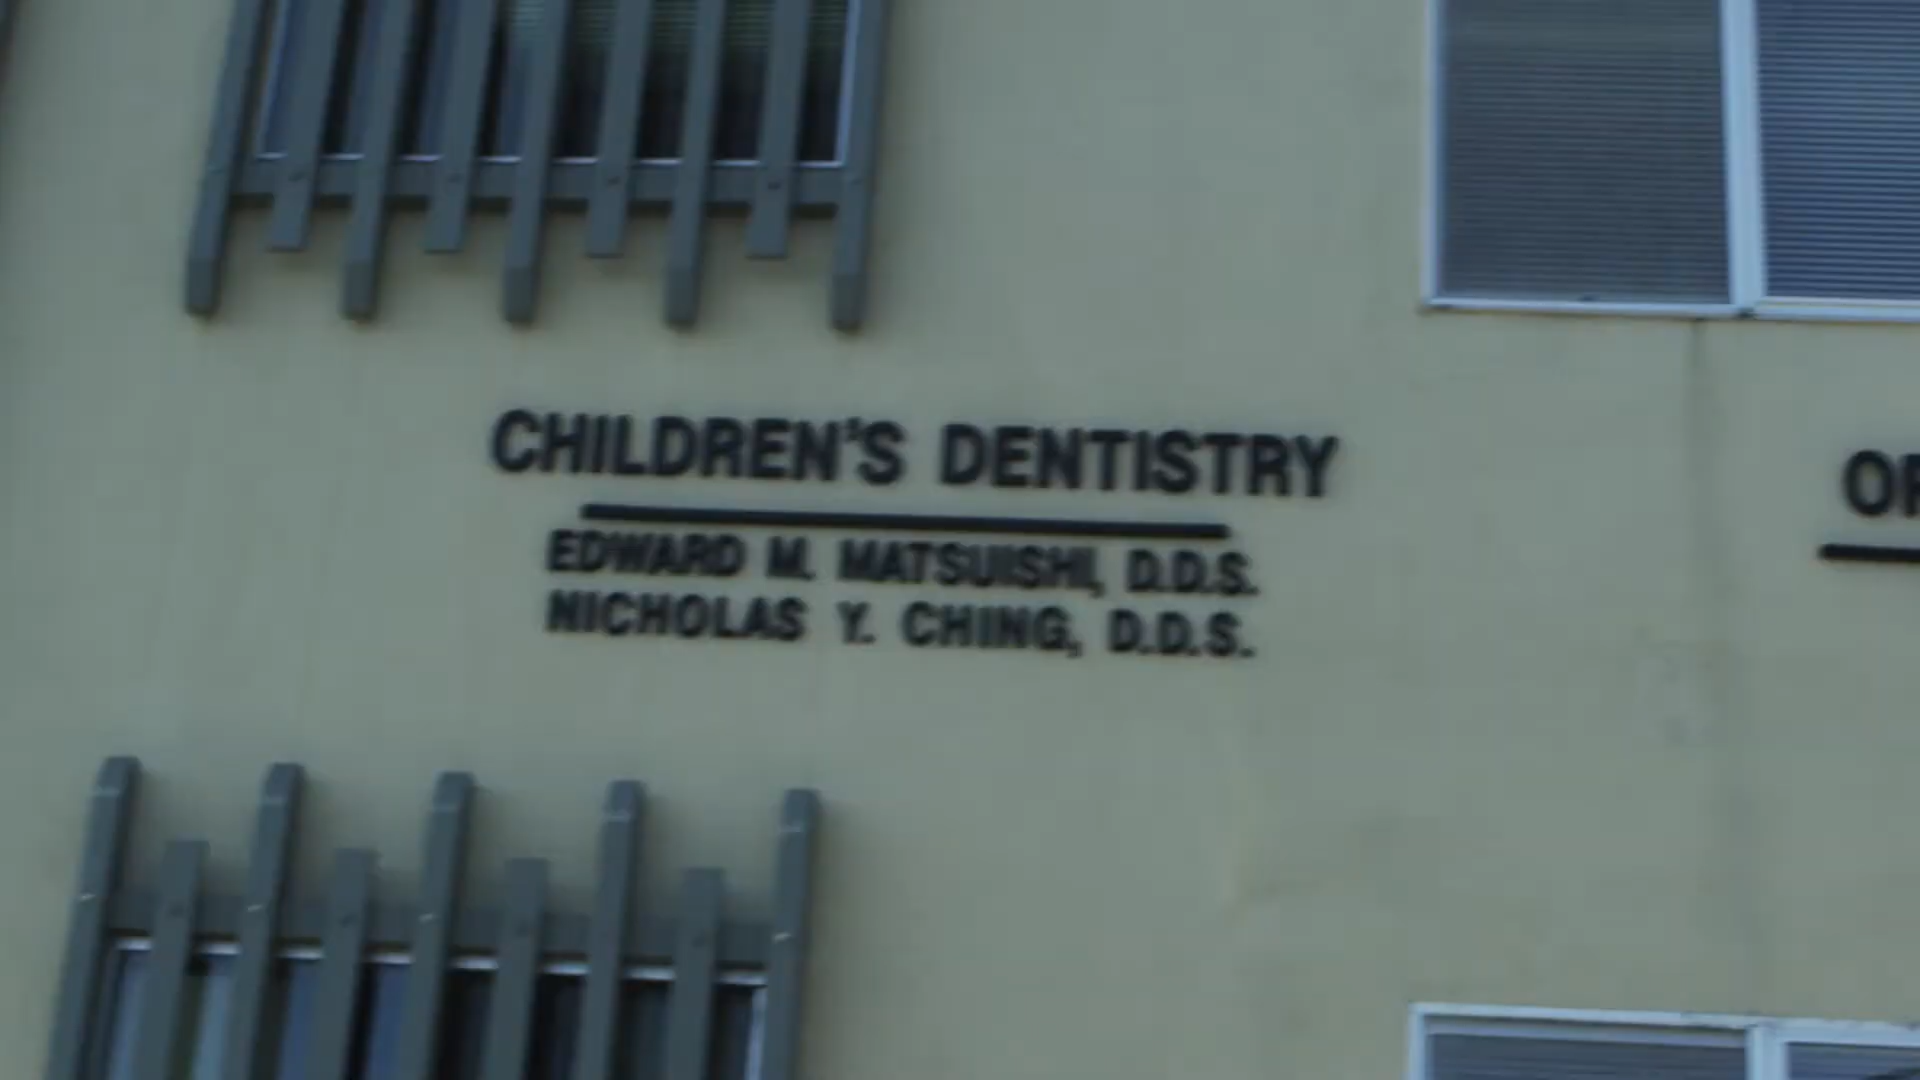 CHILDREN'S DENTISTRY
EDWARD M. MATSUISHI, D.D.S.
NICHOLAS Y. CHING, D.D.S.